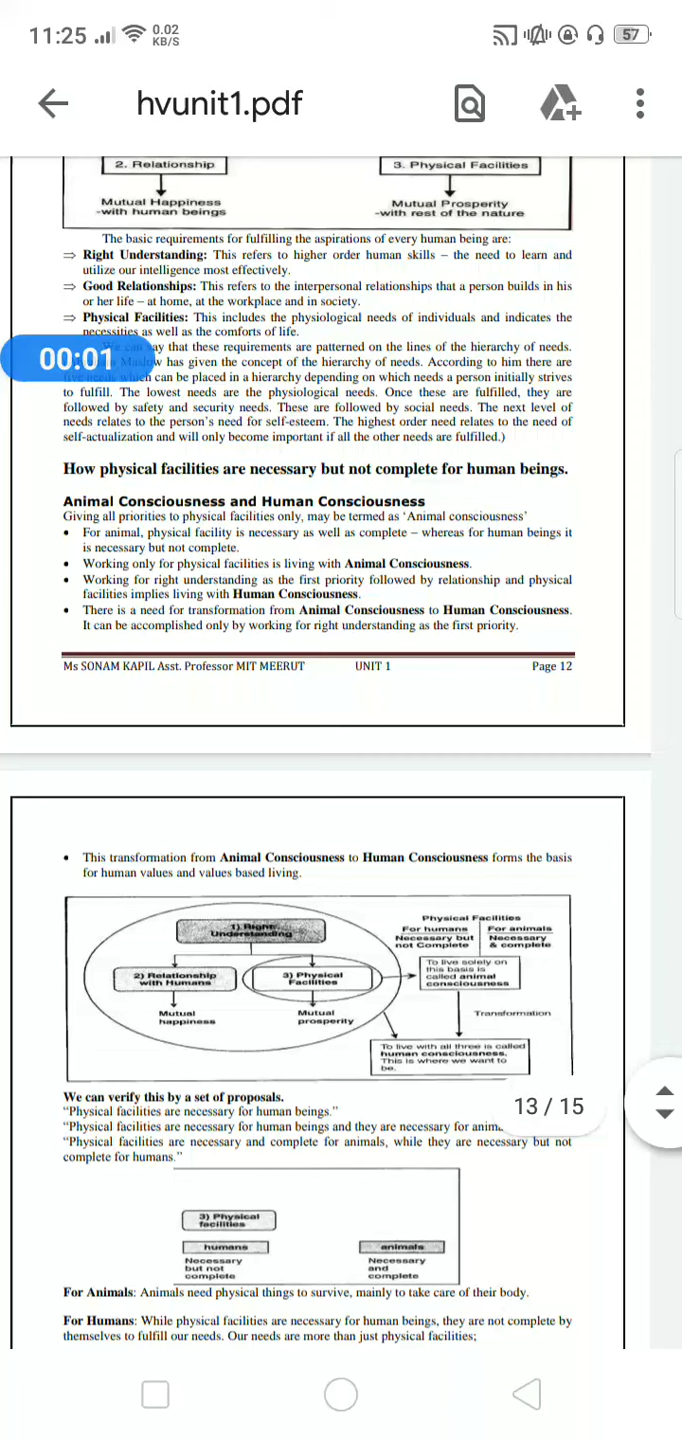 11:25 0.02 KB/S 57
hvunit1.pdf
2. Relationship 3. Physical Facilities
Mutual Happiness Mutual Prosperity
-with human beings -with rest of the nature
The basic requirements for fulfilling the aspirations of every human being are:
⇒ Right Understanding: This refers to higher order human skills – the need to learn and
utilize our intelligence most effectively.
⇒ Good Relationships: This refers to the interpersonal relationships that a person builds in his
or her life – at home, at the workplace and in society.
⇒ Physical Facilities: This includes the physiological needs of individuals and indicates the
necessities as well as the comforts of life.
ay that these requirements are patterned on the lines of the hierarchy of needs.
00:01
w has given the concept of the hierarchy of needs. According to him there are
which can be placed in a hierarchy depending on which needs a person initially strives
to fulfill. The lowest needs are the physiological needs. Once these are fulfilled, they are
followed by safety and security needs. These are followed by social needs. The next level of
needs relates to the person's need for self-esteem. The highest order need relates to the need of
self-actualization and will only become important if all the other needs are fulfilled.)
How physical facilities are necessary but not complete for human beings.
Animal Consciousness and Human Consciousness
Giving all priorities to physical facilities only, may be termed as 'Animal consciousness'
• For animal, physical facility is necessary as well as complete – whereas for human beings it
is necessary but not complete.
• Working only for physical facilities is living with Animal Consciousness.
• Working for right understanding as the first priority followed by relationship and physical
facilities implies living with Human Consciousness.
• There is a need for transformation from Animal Consciousness to Human Consciousness.
It can be accomplished only by working for right understanding as the first priority.
Ms SONAM KAPIL Asst. Professor MIT MEERUT UNIT 1 Page 12
• This transformation from Animal Consciousness to Human Consciousness forms the basis
for human values and values based living.
1) Right
Understanding
2) Relationship
with Humans
3) Physical
Facilities
Mutual
happiness
Mutual
prosperity
Physical Facilities
For humans For animals
Necessary but Necessary
not Complete & complete
To live solely on
this basis is
called animal
consciousness
Transformation
To live with all three is called
human consciousness.
This is where we want to
be.
We can verify this by a set of proposals.
"Physical facilities are necessary for human beings."
13 / 15
"Physical facilities are necessary for human beings and they are necessary for anim
"Physical facilities are necessary and complete for animals, while they are necessary but not
complete for humans."
3) Physical
facilities
humans animals
Necessary Necessary
but not and
complete complete
For Animals: Animals need physical things to survive, mainly to take care of their body.
For Humans: While physical facilities are necessary for human beings, they are not complete by
themselves to fulfill our needs. Our needs are more than just physical facilities;